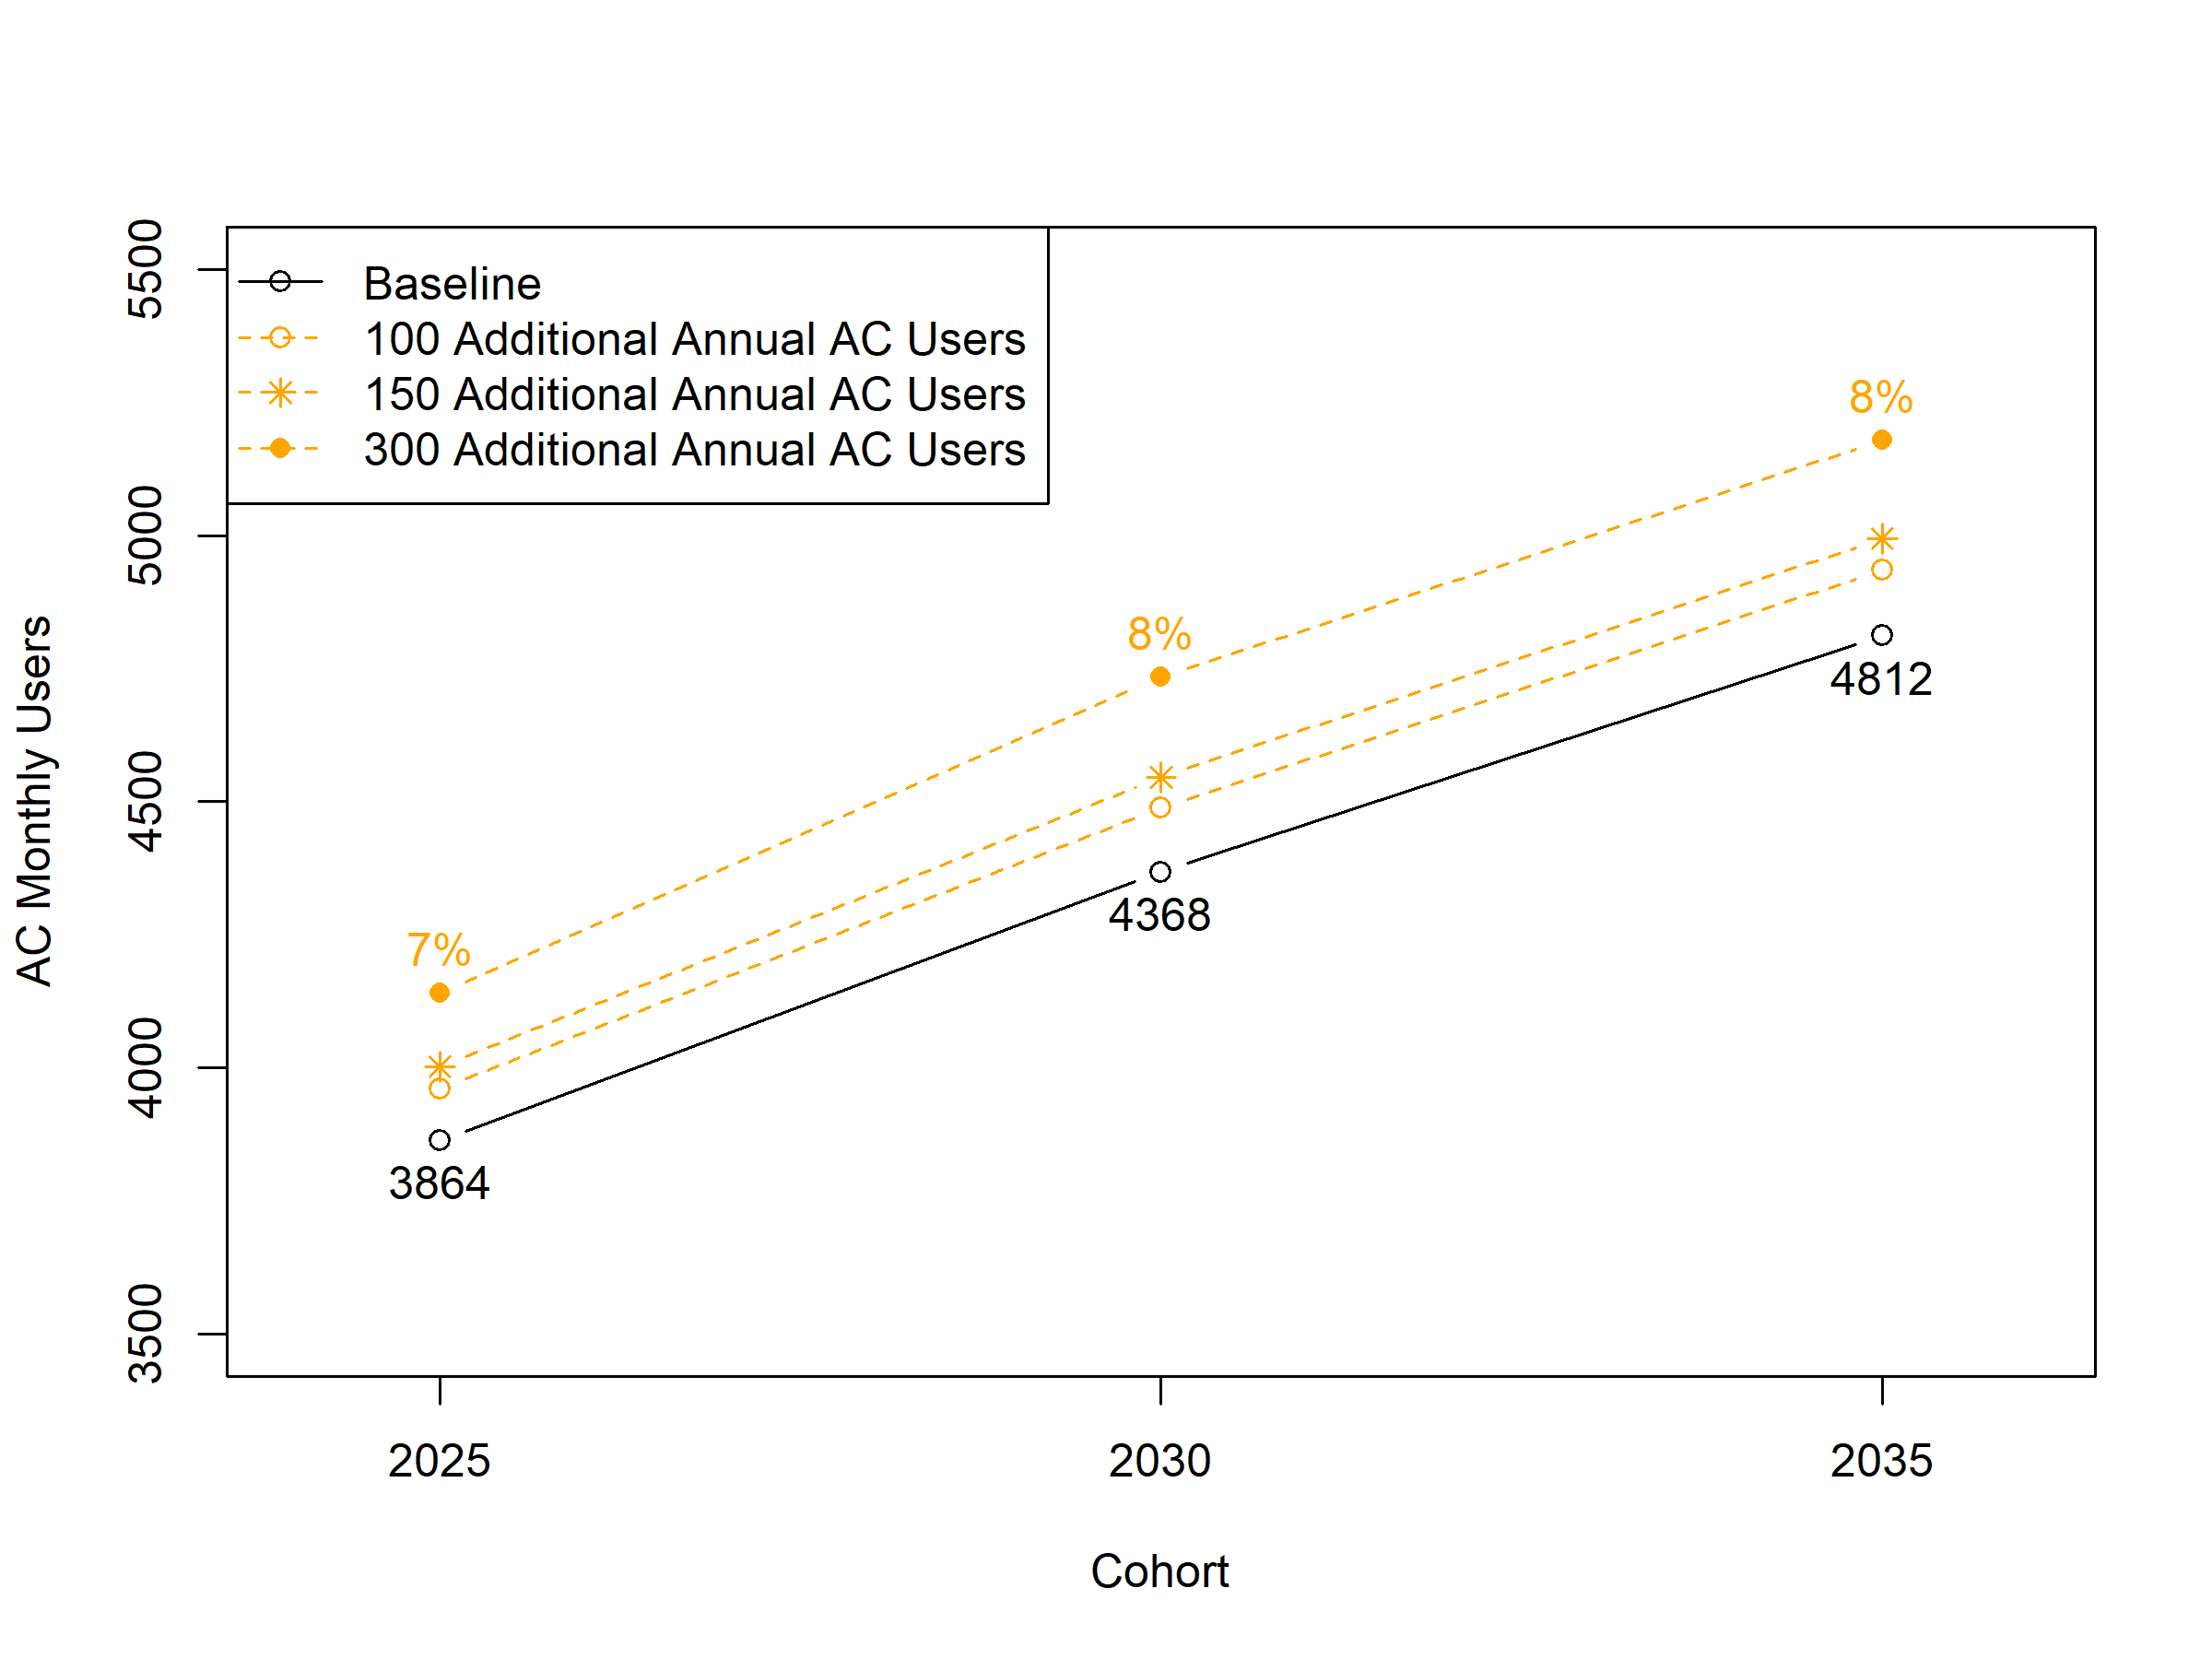 Baseline
100 Additional Annual AC Users
150 Additional Annual AC Users
300 Additional Annual AC Users
5500
5000
4500
4000
3500
AC Monthly Users
8%
8%
7%
4812
4368
3864
2025
2030
2035
Cohort